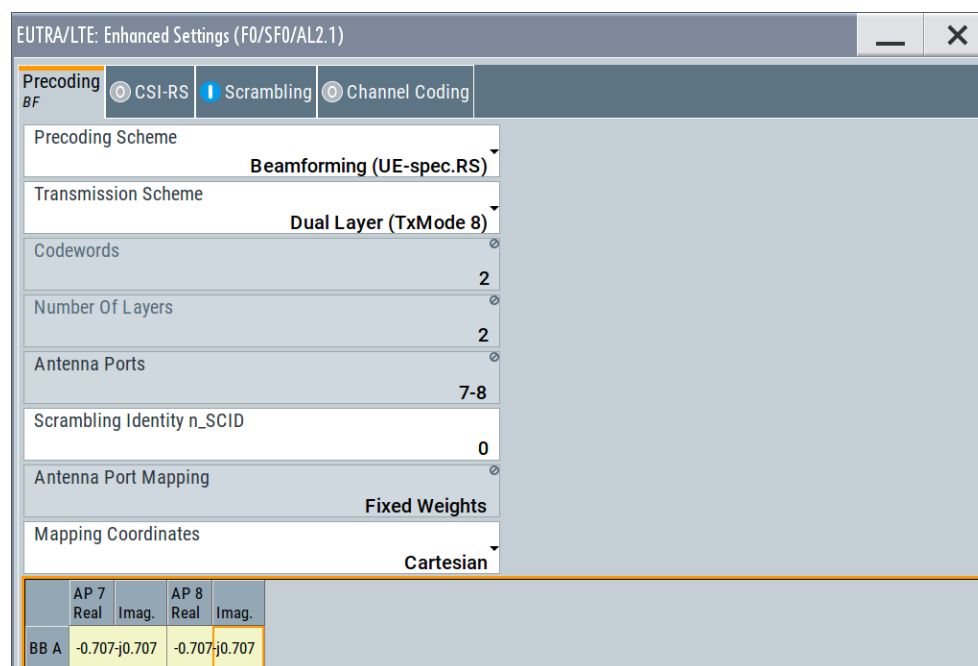 EUTRA/LTE: Enhanced Settings (F0/SF0/AL2.1)
Precoding
BF
CSI-RS
Scrambling
Channel Coding
Precoding Scheme
Beamforming (UE-spec.RS)
Transmission Scheme
Dual Layer (TxMode 8)
Codewords
2
Number Of Layers
2
Antenna Ports
7-8
Scrambling Identity n_SCID
0
Antenna Port Mapping
Fixed Weights
Mapping Coordinates
Cartesian
AP 7 AP 8
Real Imag. Real Imag.
BB A -0.707 -j0.707 -0.707 -j0.707